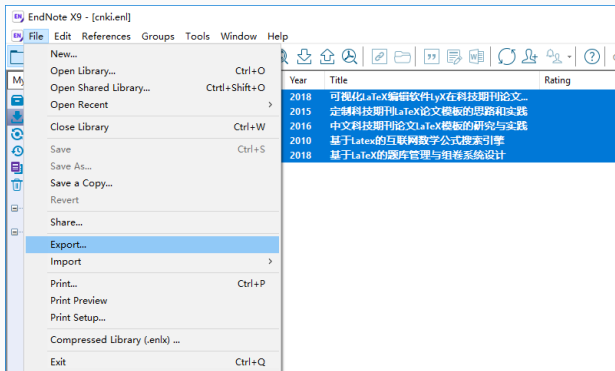 EndNote X9 - [cnki.enl]
File Edit References Groups Tools Window Help
New...
Open Library... Ctrl+O
Open Shared Library... Ctrtl+Shift+O
Open Recent
Close Library Ctrl+W
Save Ctrl+S
Save As...
Save a Copy...
Revert
Share...
Export...
Import
Print... Ctrl+P
Print Preview
Print Setup...
Compressed Library (.enlx) ...
Exit Ctrl+Q
My
Year Title Rating
2018 可视化LaTeX编辑软件LyX在科技期刊论文...
2015 定制科技期刊LaTeX论文模板的思路和实践
2016 中文科技期刊论文LaTeX模板的研究与实践
2010 基于Latex的互联网数学公式搜索引擎
2018 基于LaTeX的题库管理与组卷系统设计